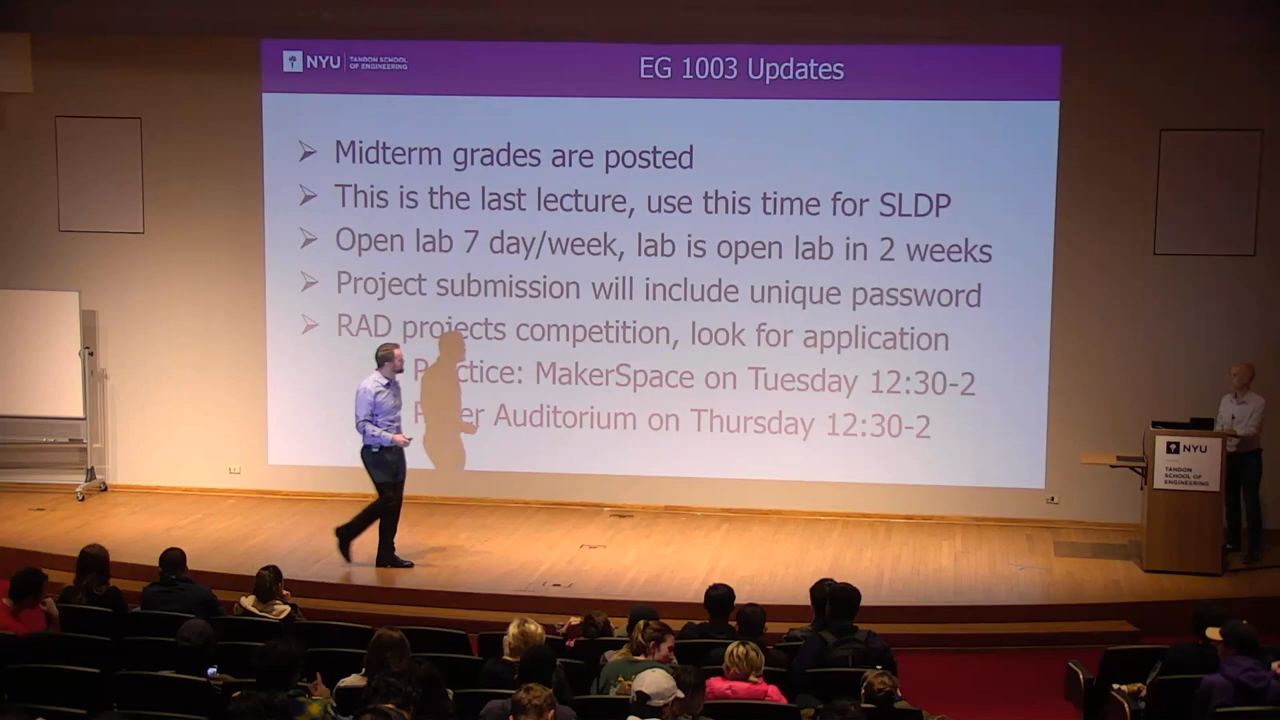 NYU TANDON SCHOOL
OF ENGINEERING
EG 1003 Updates
Midterm grades are posted
This is the last lecture, use this time for SLDP
Open lab 7 day/week, lab is open lab in 2 weeks
Project submission will include unique password
RAD projects competition, look for application
MakerSpace on Tuesday 12:30-2
Auditorium on Thursday 12:30-2
NYU
TANDON
SCHOOL OF
ENGINEERING